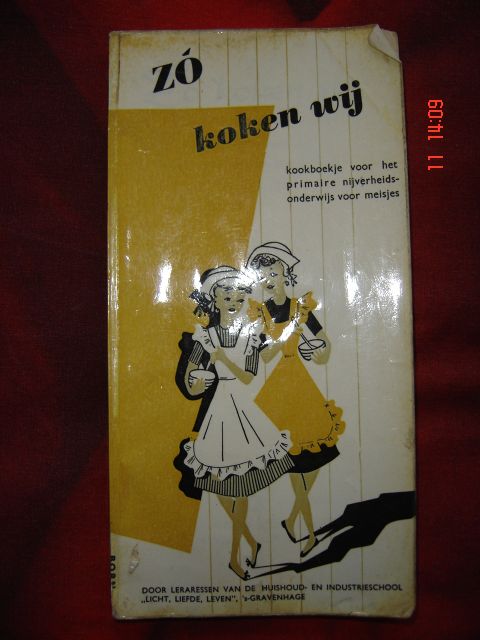 zó
koken wij
kookboekje voor het
primaire nijverheids-
onderwijs voor meisjes
DOOR LERARESSEN VAN DE HUISHOUD- EN INDUSTRIESCHOOL
„LICHT, LIEFDE, LEVEN", 's-GRAVENHAGE
11 14:09